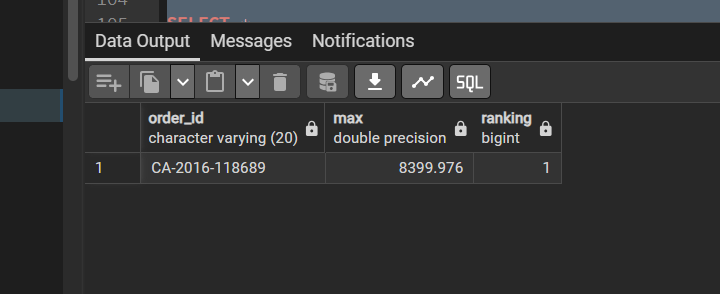 104
105
SELECT *
Data Output Messages Notifications
SQL
order_id max ranking
character varying (20) double precision bigint
1 CA-2016-118689 8399.976 1